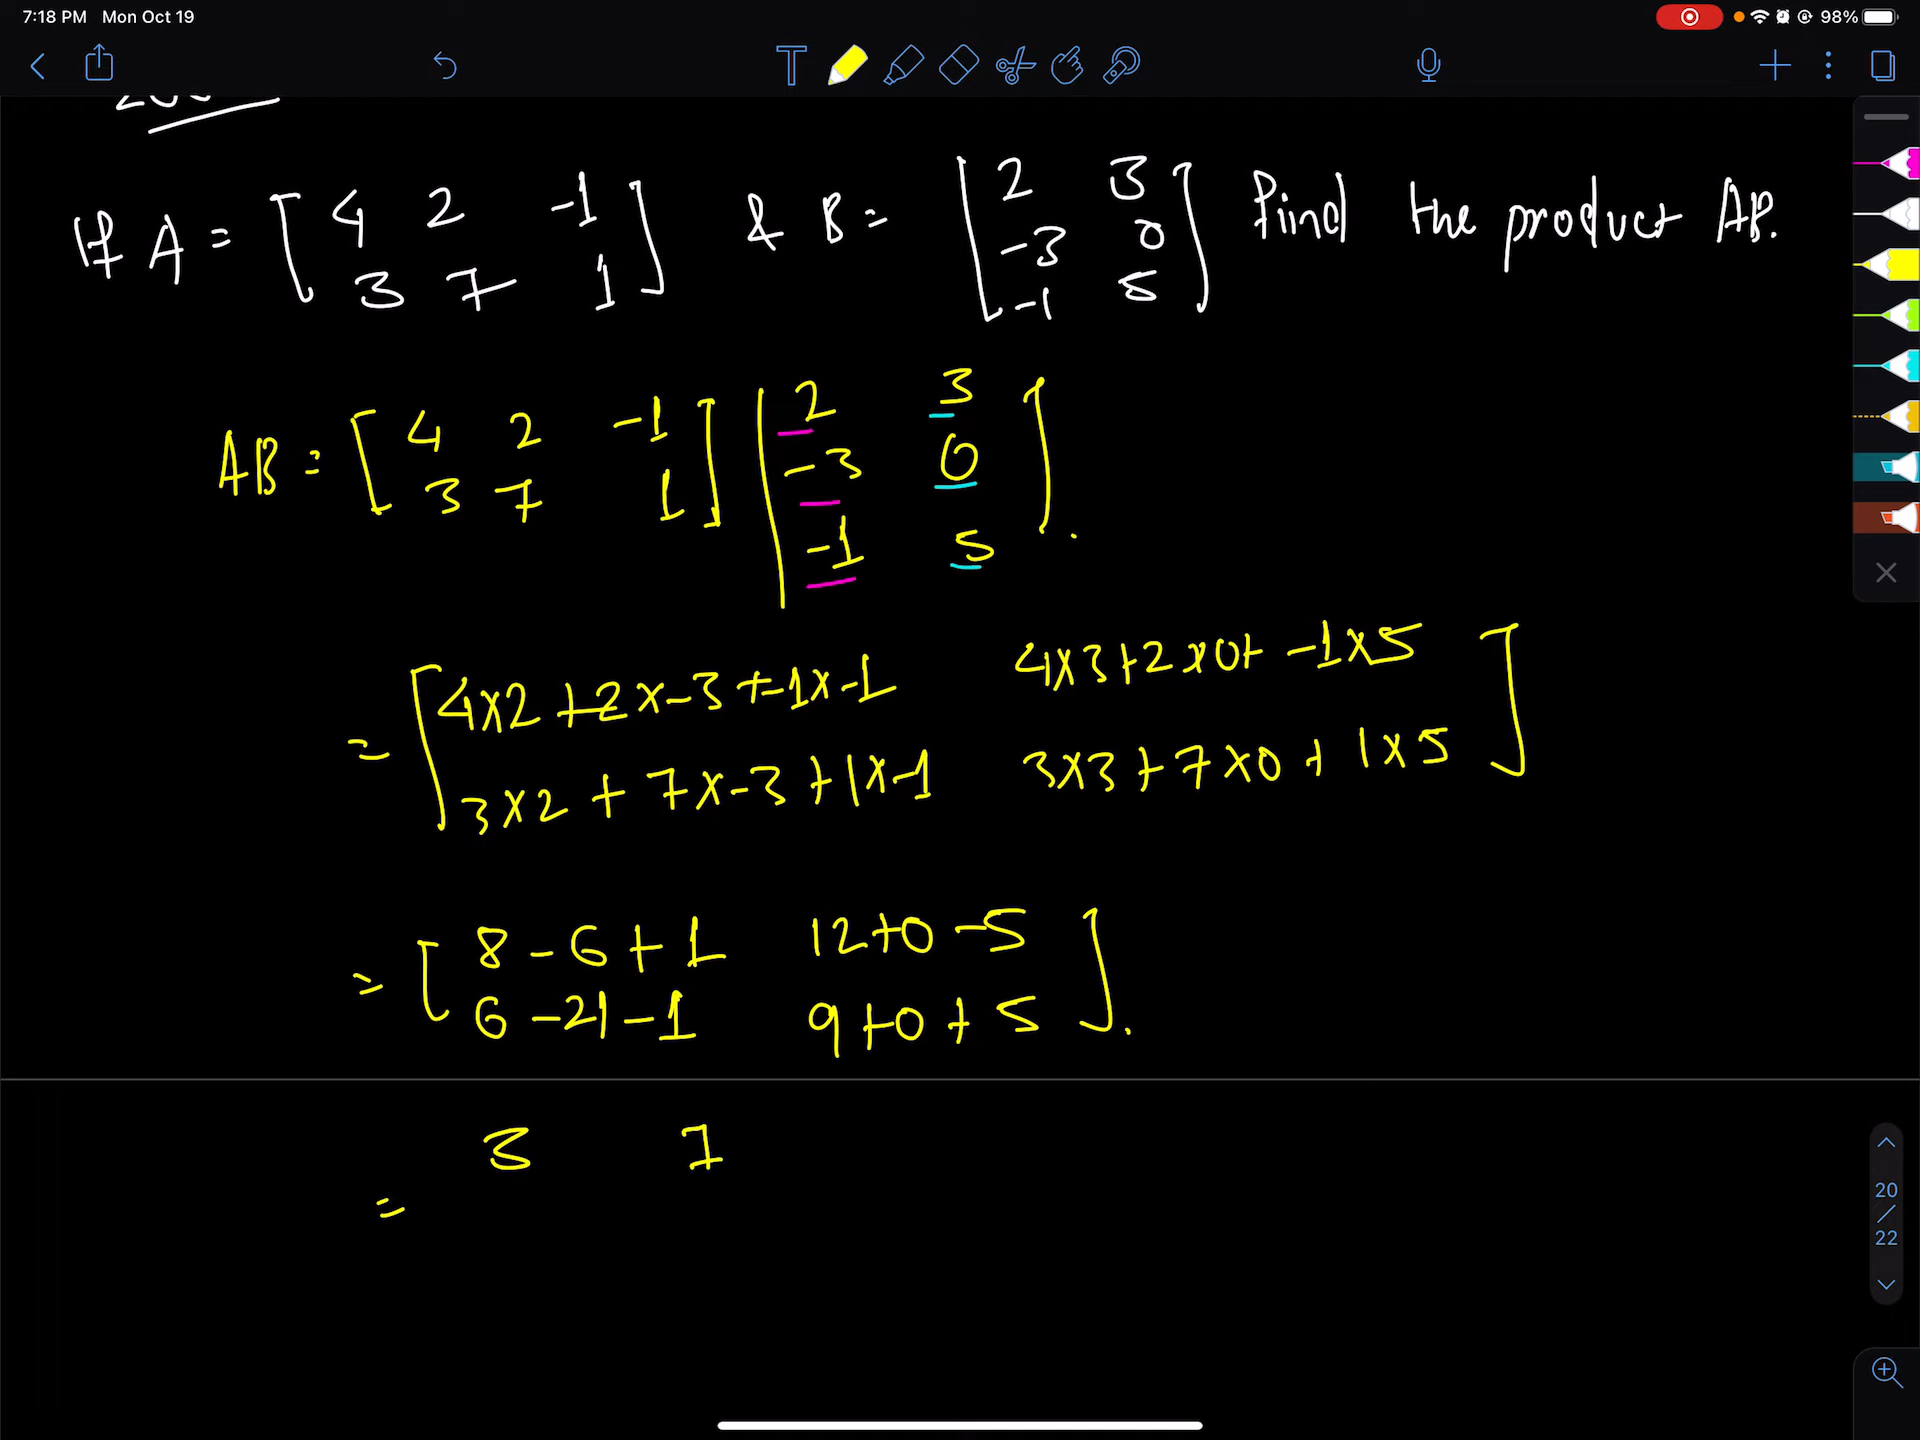 7:18 PM Mon Oct 19 98%
If A = [ 4 2 -1 & B = [ 2 3 ] Find the product AB.
3 7 1 ] -3 0
-1 5
AB = [ 4 2 -1 ] [ 2 3 ] .
3 7 1 -3 0
-1 5
= [ 4x2 + 2x-3 + -1x-1 4x3 + 2x0 + -1x5 ]
3x2 + 7x-3 + 1x-1 3x3 + 7x0 + 1x5
= [ 8 - 6 + 1 12 + 0 - 5 ]
6 - 21 - 1 9 + 0 + 5 .
3 7
=
20
/
22